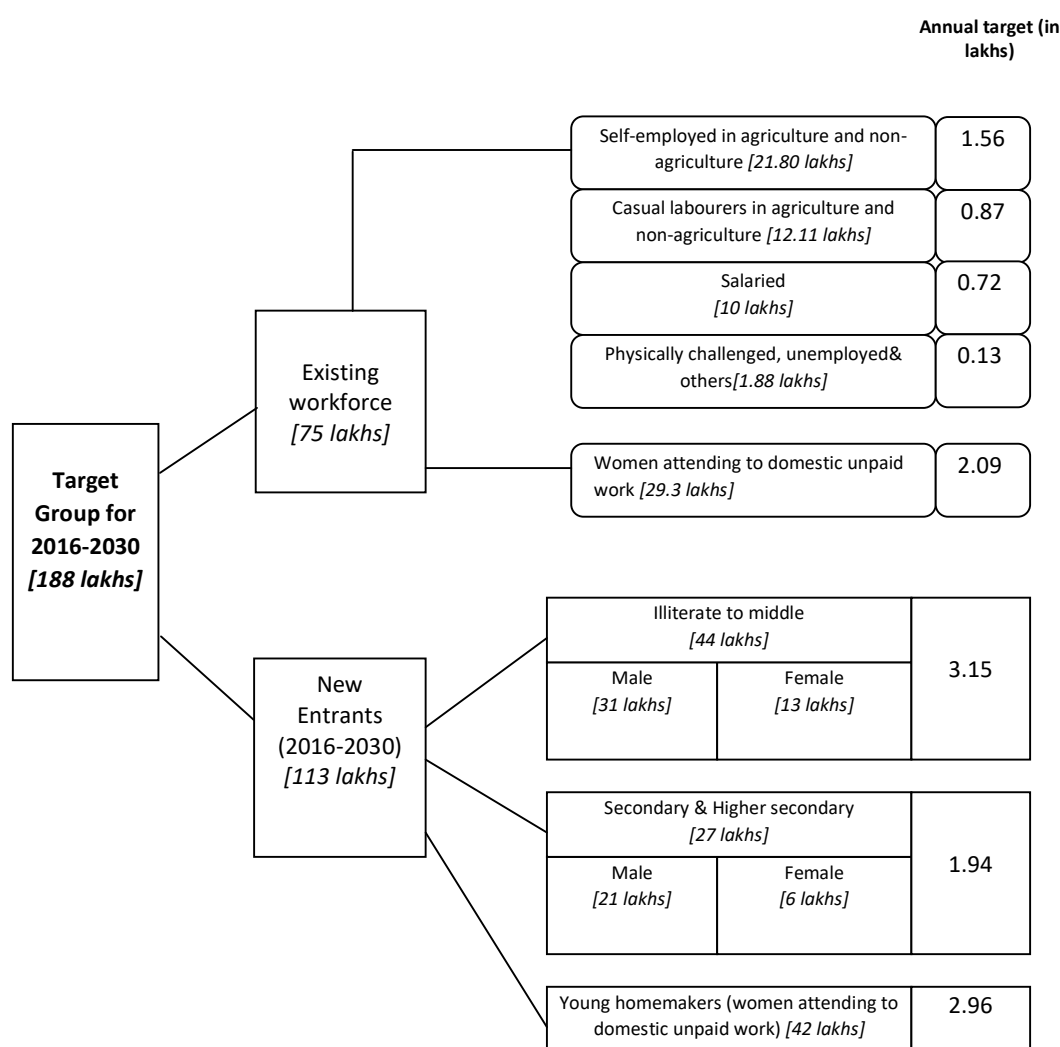 Annual target (in
lakhs)
Self-employed in agriculture and non-
agriculture [21.80 lakhs]
1.56
Casual labourers in agriculture and
non-agriculture [12.11 lakhs]
0.87
Salaried
[10 lakhs]
0.72
Physically challenged, unemployed&
others[1.88 lakhs]
0.13
Existing
workforce
[75 lakhs]
Women attending to domestic unpaid
work [29.3 lakhs]
2.09
Target
Group for
2016-2030
[188 lakhs]
New
Entrants
(2016-2030)
[113 lakhs]
Illiterate to middle
[44 lakhs]
Male
[31 lakhs]
Female
[13 lakhs]
3.15
Secondary & Higher secondary
[27 lakhs]
Male
[21 lakhs]
Female
[6 lakhs]
1.94
Young homemakers (women attending to
domestic unpaid work) [42 lakhs]
2.96